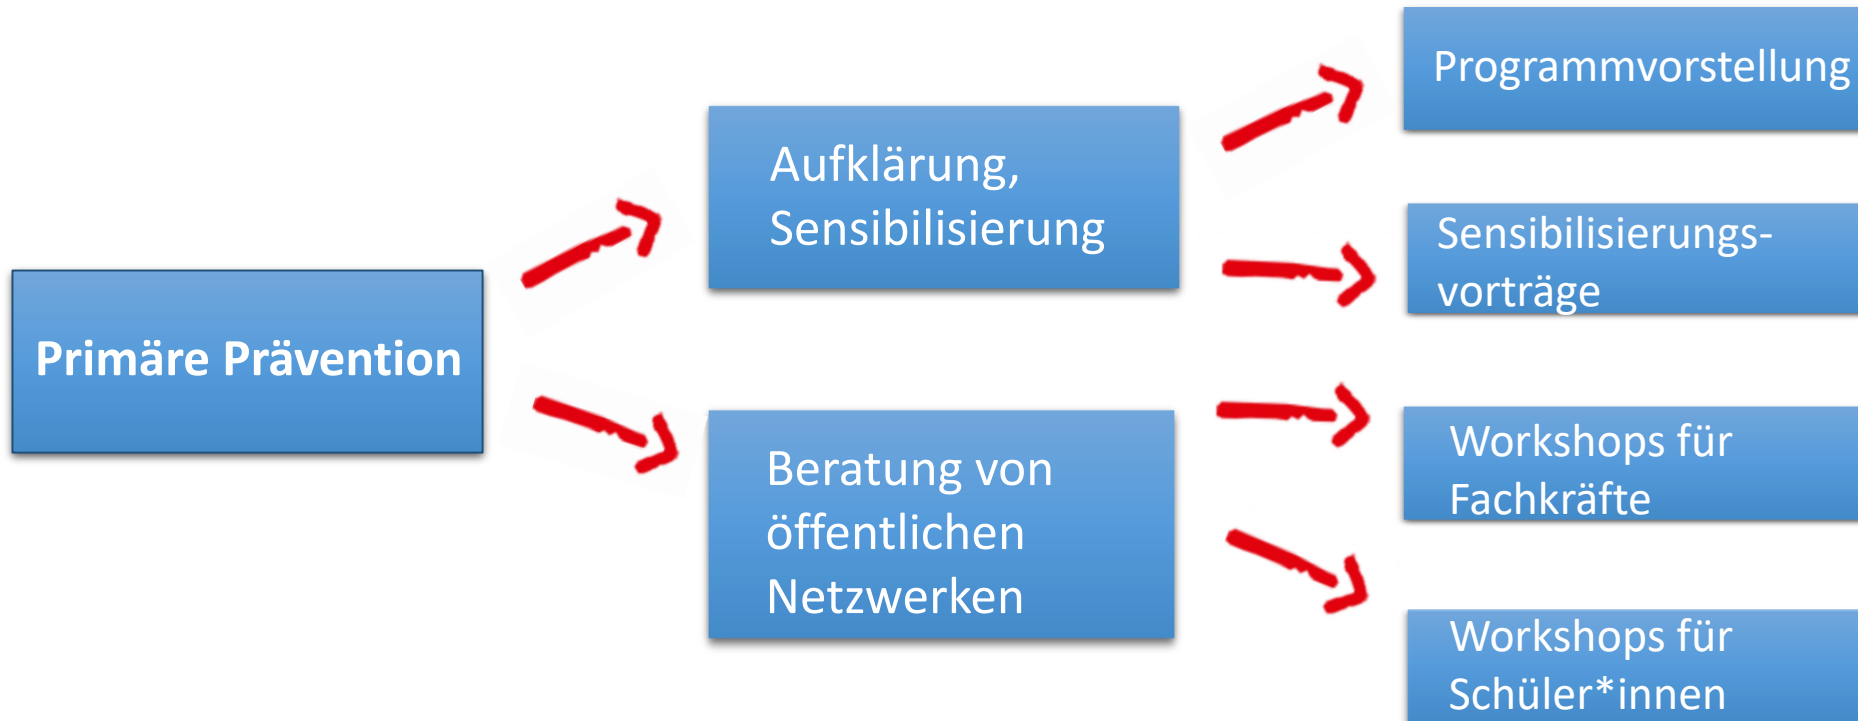 Primäre Prävention
Aufklärung,
Sensibilisierung
Beratung von
öffentlichen
Netzwerken
Programmvorstellung
Sensibilisierungs-
vorträge
Workshops für
Fachkräfte
Workshops für
Schüler*innen